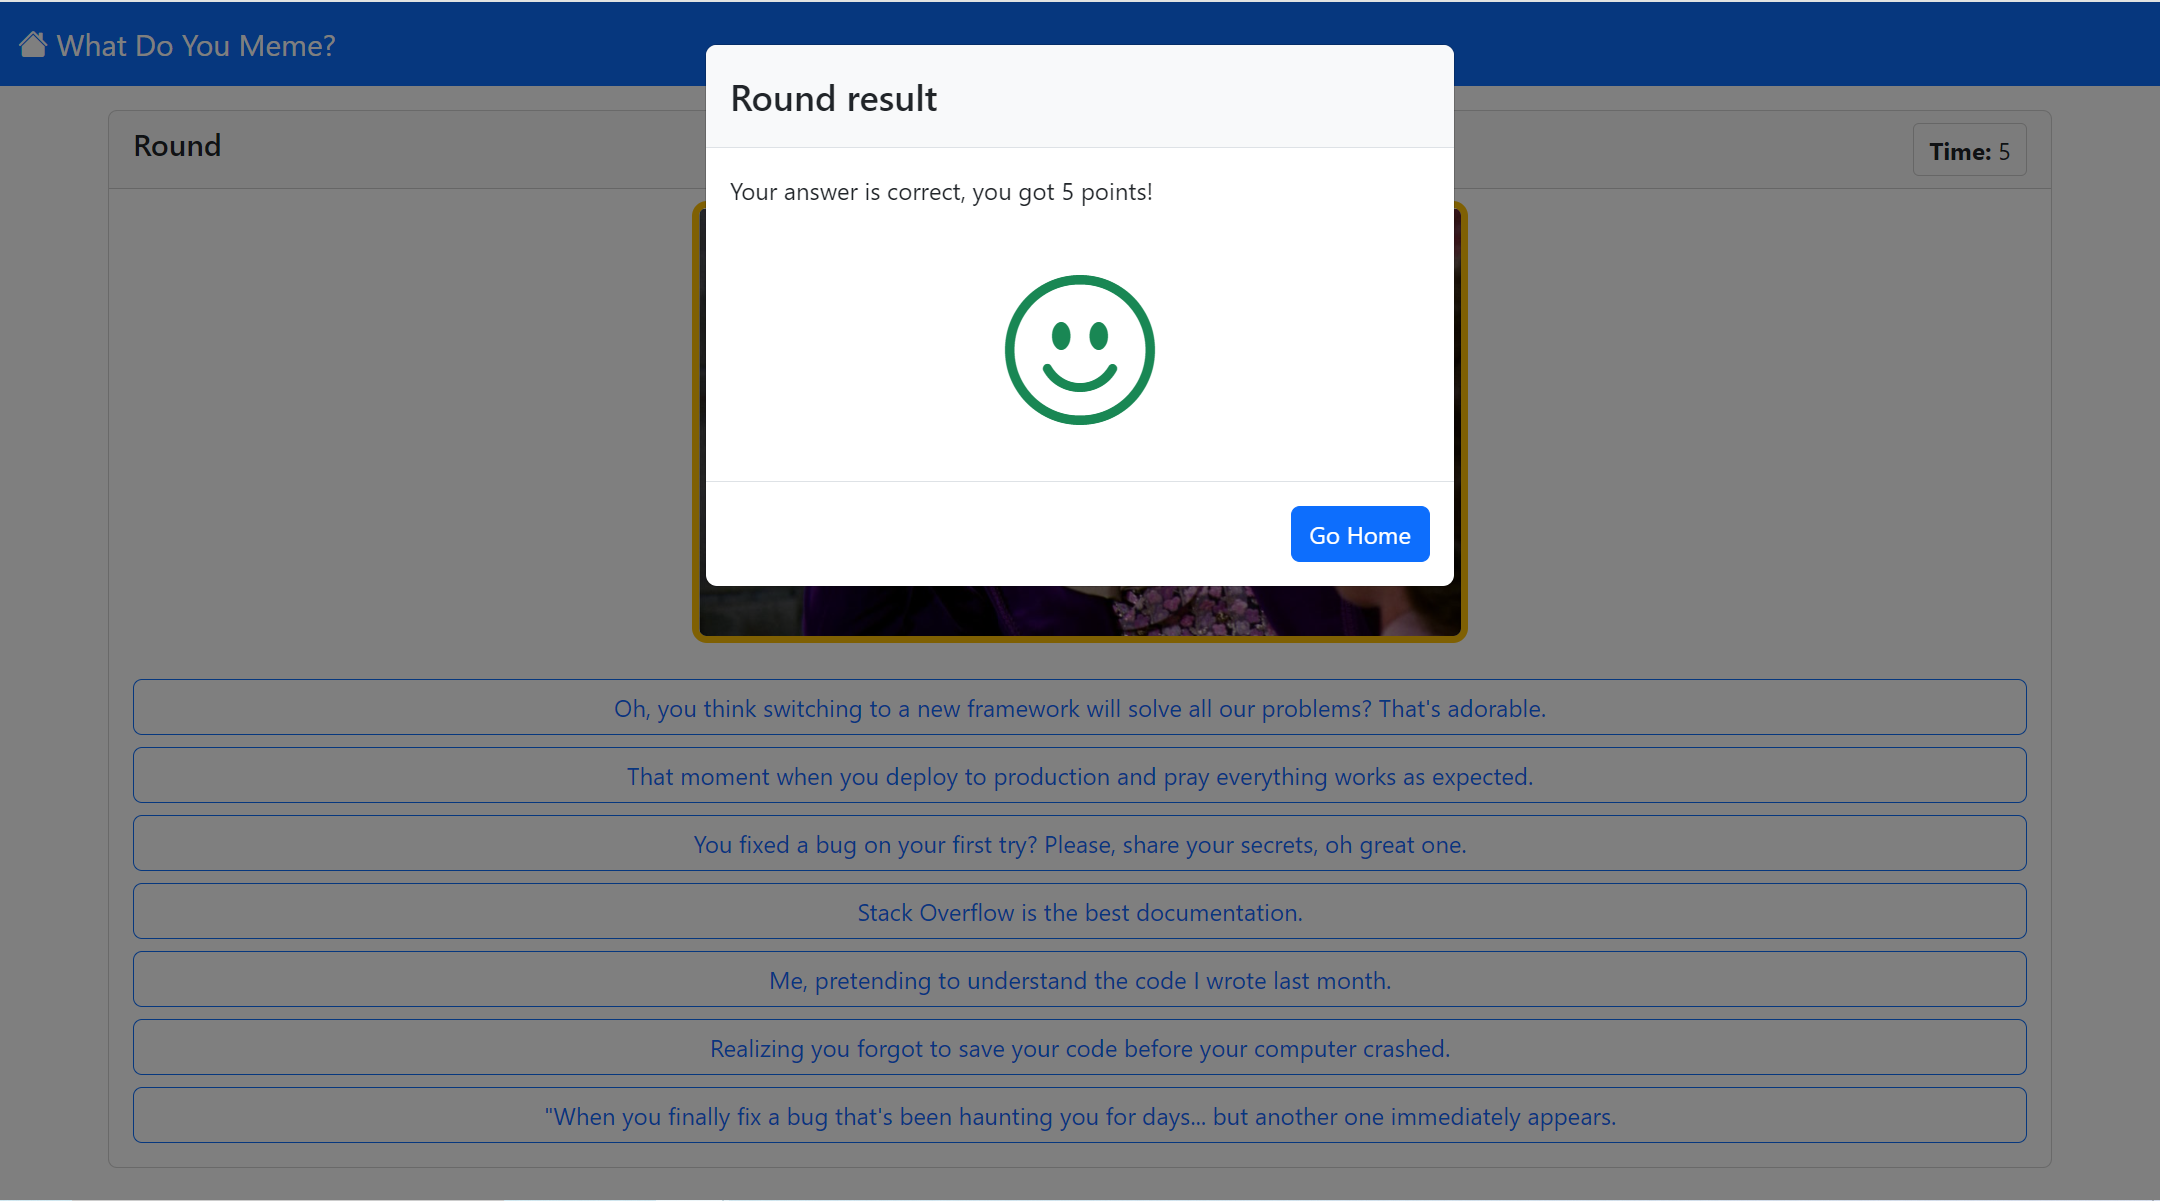 What Do You Meme?
Round result
Your answer is correct, you got 5 points!
Go Home
Round
Time: 5
Oh, you think switching to a new framework will solve all our problems? That's adorable.
That moment when you deploy to production and pray everything works as expected.
You fixed a bug on your first try? Please, share your secrets, oh great one.
Stack Overflow is the best documentation.
Me, pretending to understand the code I wrote last month.
Realizing you forgot to save your code before your computer crashed.
"When you finally fix a bug that's been haunting you for days... but another one immediately appears.